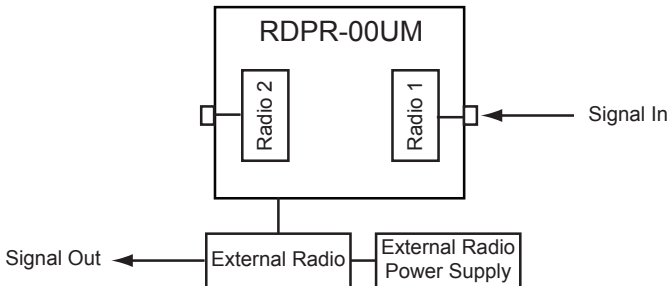 RDPR-00UM
Radio 2
Radio 1
Signal In
Signal Out
External Radio
External Radio
Power Supply